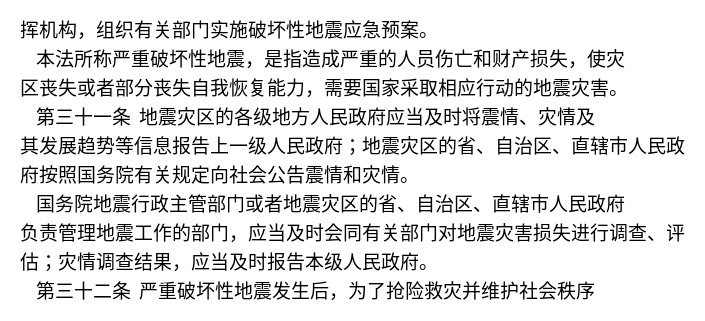 挥机构，组织有关部门实施破坏性地震应急预案。
本法所称严重破坏性地震，是指造成严重的人员伤亡和财产损失，使灾
区丧失或者部分丧失自我恢复能力，需要国家采取相应行动的地震灾害。
第三十一条 地震灾区的各级地方人民政府应当及时将震情、灾情及
其发展趋势等信息报告上一级人民政府；地震灾区的省、自治区、直辖市人民政
府按照国务院有关规定向社会公告震情和灾情。
国务院地震行政主管部门或者地震灾区的省、自治区、直辖市人民政府
负责管理地震工作的部门，应当及时会同有关部门对地震灾害损失进行调查、评
估；灾情调查结果，应当及时报告本级人民政府。
第三十二条 严重破坏性地震发生后，为了抢险救灾并维护社会秩序